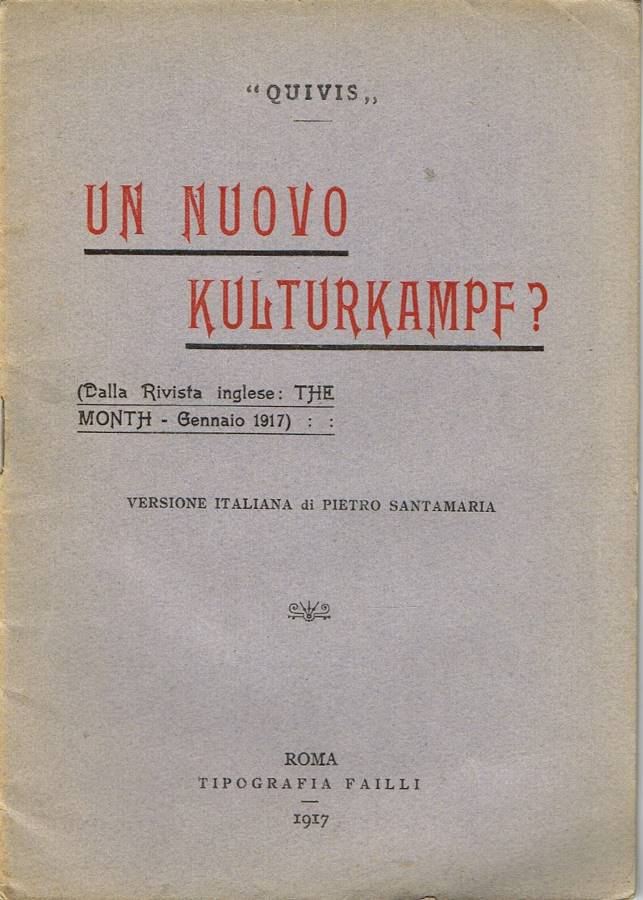 “QUIVIS„
UN NUOVO
KULTURKAMPF?
(Dalla Rivista inglese: THE
MONTH - Gennaio 1917) : :
VERSIONE ITALIANA di PIETRO SANTAMARIA
ROMA
TIPOGRAFIA FAILLI
1917